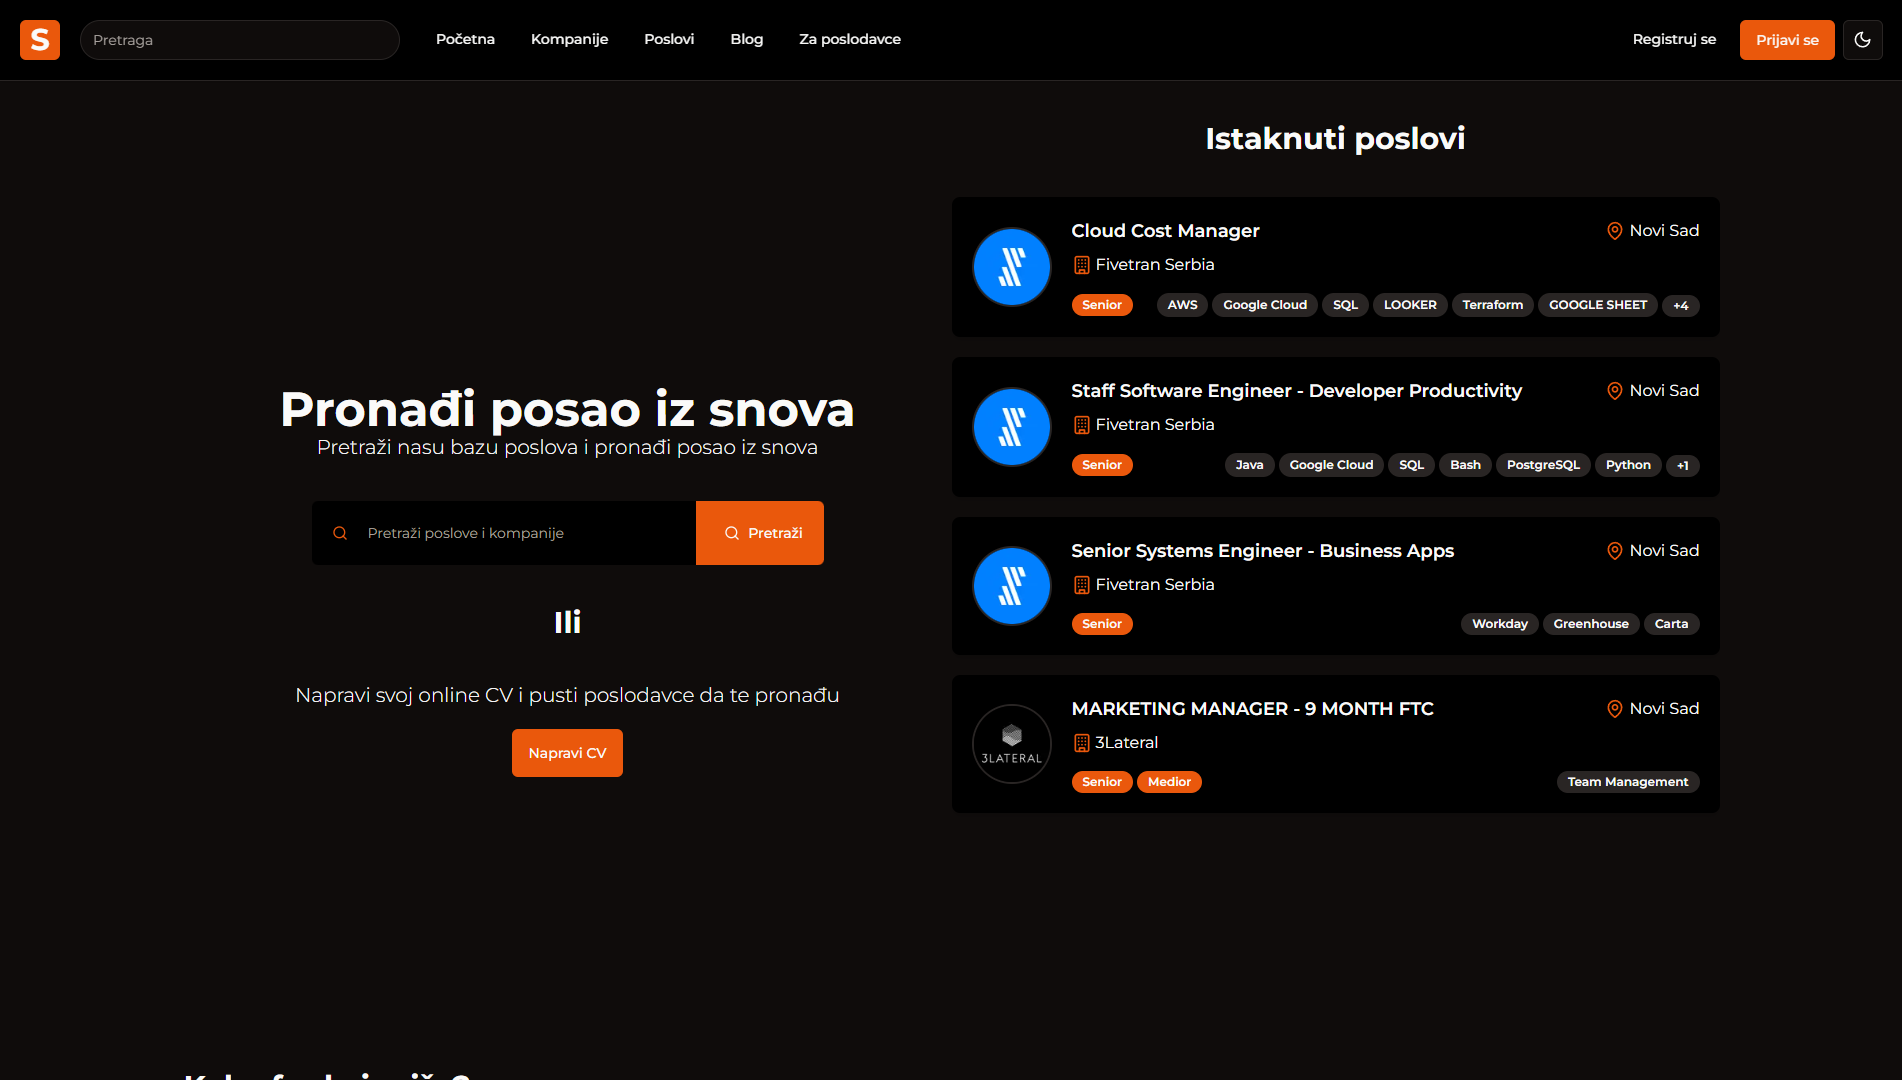 S
Pretraga
Početna
Kompanije
Poslovi
Blog
Za poslodavce
Registruj se
Prijavi se
Pronađi posao iz snova
Pretraži nasu bazu poslova i pronađi posao iz snova
Pretraži poslove i kompanije
Pretraži
Ili
Napravi svoj online CV i pusti poslodavce da te pronađu
Napravi CV
Istaknuti poslovi
Cloud Cost Manager
Novi Sad
Fivetran Serbia
Senior
AWS
Google Cloud
SQL
LOOKER
Terraform
GOOGLE SHEET
+4
Staff Software Engineer - Developer Productivity
Novi Sad
Fivetran Serbia
Senior
Java
Google Cloud
SQL
Bash
PostgreSQL
Python
+1
Senior Systems Engineer - Business Apps
Novi Sad
Fivetran Serbia
Senior
Workday
Greenhouse
Carta
3LATERAL
MARKETING MANAGER - 9 MONTH FTC
Novi Sad
3Lateral
Senior
Medior
Team Management